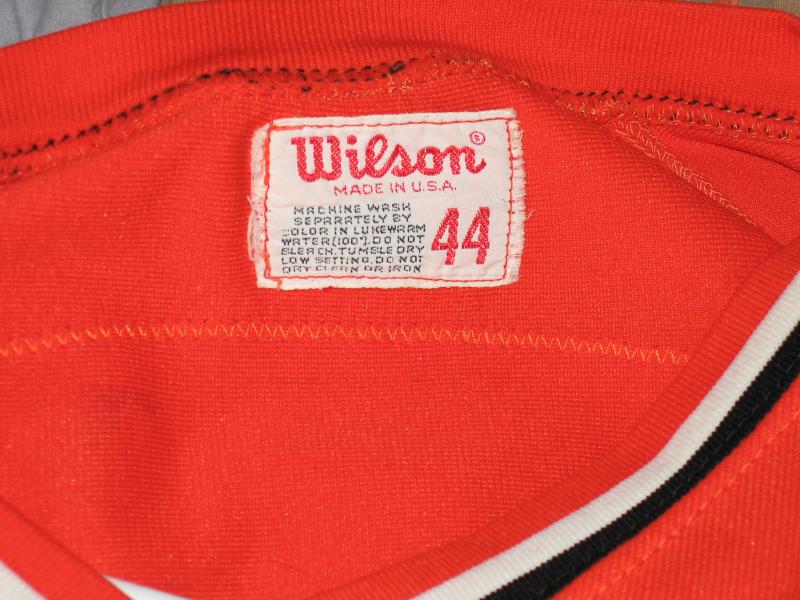 Wilson®
MADE IN U.S.A.
MACHINE WASH
SEPARATELY BY
COLOR IN LUKEWARM
WATER(100°). DO NOT
BLEACH. TUMBLE DRY
LOW SETTING. DO NOT
DRY CLEAN OR IRON
44